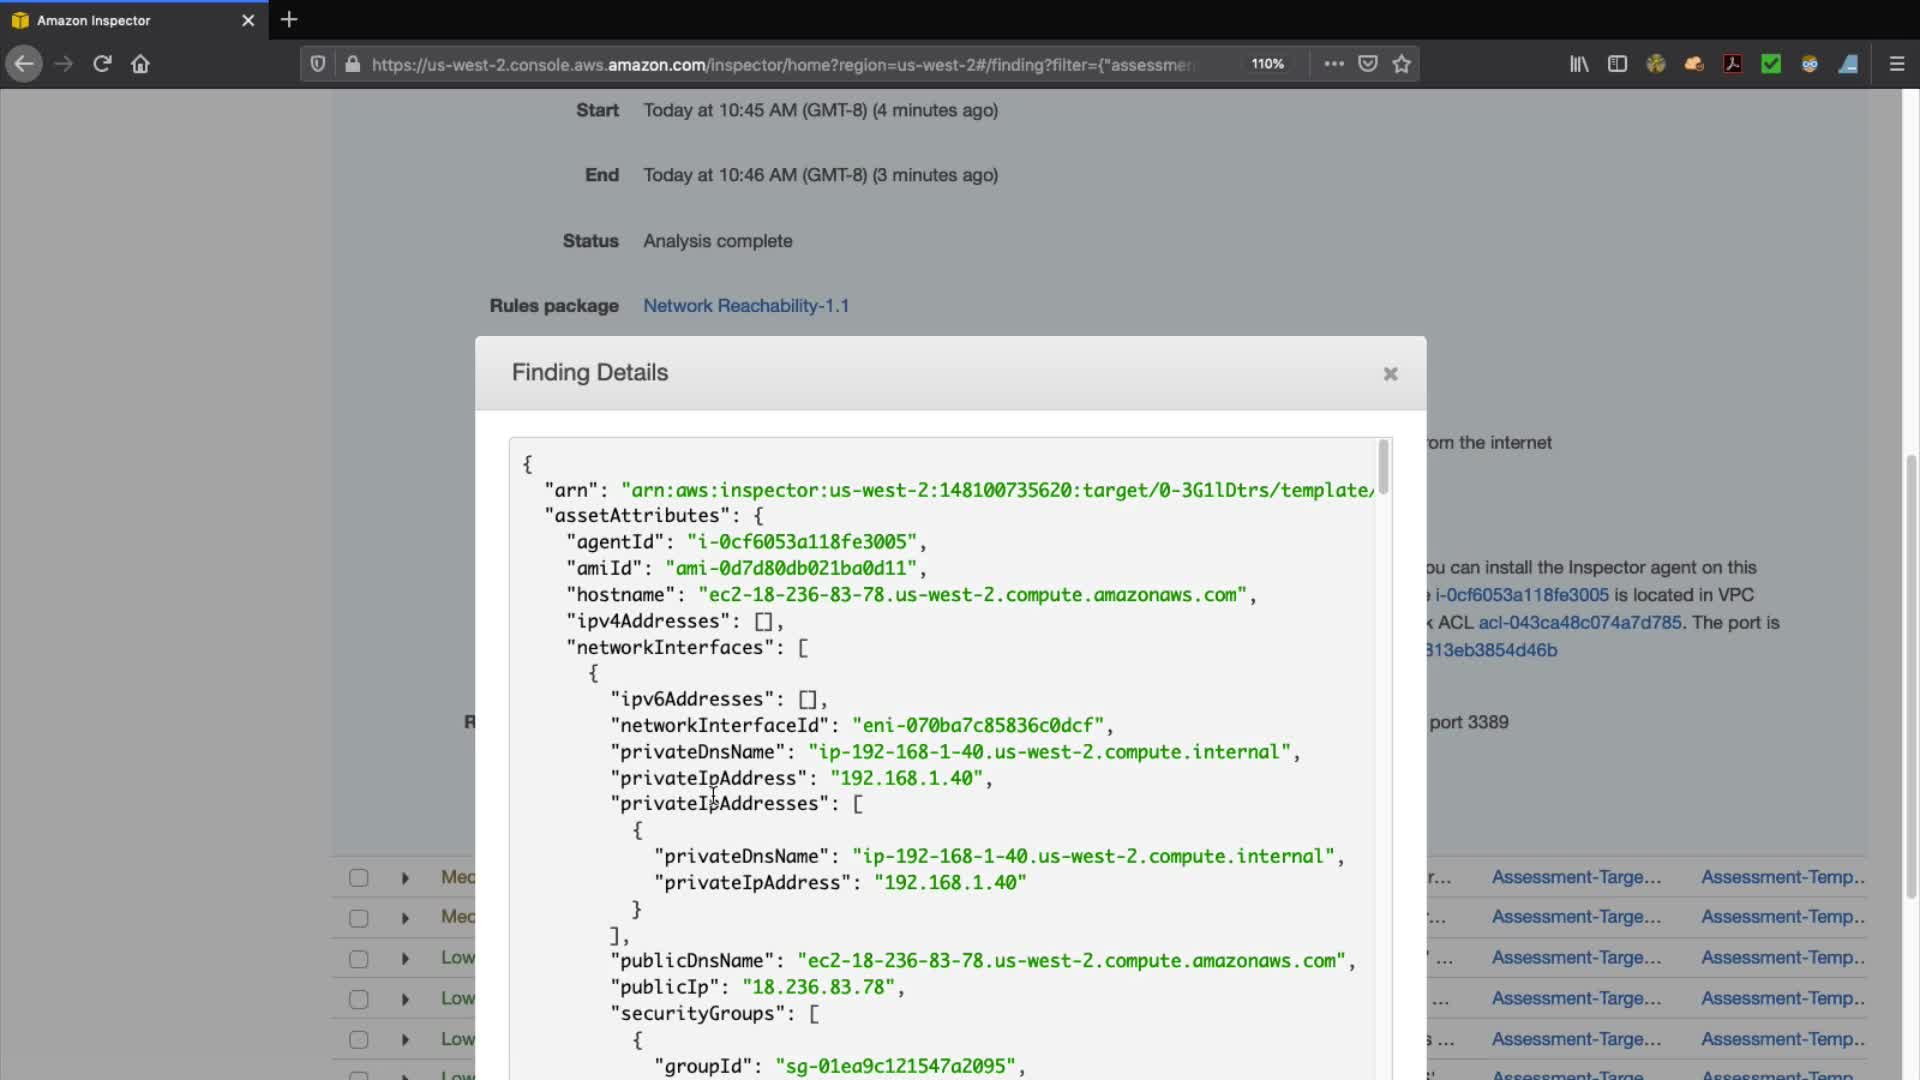 Amazon Inspector
https://us-west-2.console.aws.amazon.com/inspector/home?region=us-west-2#/finding?filter={"assessmen
110%
Start Today at 10:45 AM (GMT-8) (4 minutes ago)
End Today at 10:46 AM (GMT-8) (3 minutes ago)
Status Analysis complete
Rules package Network Reachability-1.1
Finding Details
om the internet
{
"arn": "arn:aws:inspector:us-west-2:148100735620:target/0-3G1lDtrs/template/
"assetAttributes": {
"agentId": "i-0cf6053a118fe3005",
"amiId": "ami-0d7d80db021ba0d11",
ou can install the Inspector agent on this
"hostname": "ec2-18-236-83-78.us-west-2.compute.amazonaws.com",
i-0cf6053a118fe3005 is located in VPC
"ipv4Addresses": [],
k ACL acl-043ca48c074a7d785. The port is
"networkInterfaces": [
813eb3854d46b
{
"ipv6Addresses": [],
"networkInterfaceId": "eni-070ba7c85836c0dcf",
port 3389
"privateDnsName": "ip-192-168-1-40.us-west-2.compute.internal",
"privateIpAddress": "192.168.1.40",
"privateIpAddresses": [
{
"privateDnsName": "ip-192-168-1-40.us-west-2.compute.internal",
"privateIpAddress": "192.168.1.40"
}
],
"publicDnsName": "ec2-18-236-83-78.us-west-2.compute.amazonaws.com",
"publicIp": "18.236.83.78",
"securityGroups": [
{
"groupId": "sg-01ea9c121547a2095",
Med r... Assessment-Targe... Assessment-Temp..
Med ... Assessment-Targe... Assessment-Temp..
Low ... Assessment-Targe... Assessment-Temp..
Low ... Assessment-Targe... Assessment-Temp..
Low s ... Assessment-Targe... Assessment-Temp..